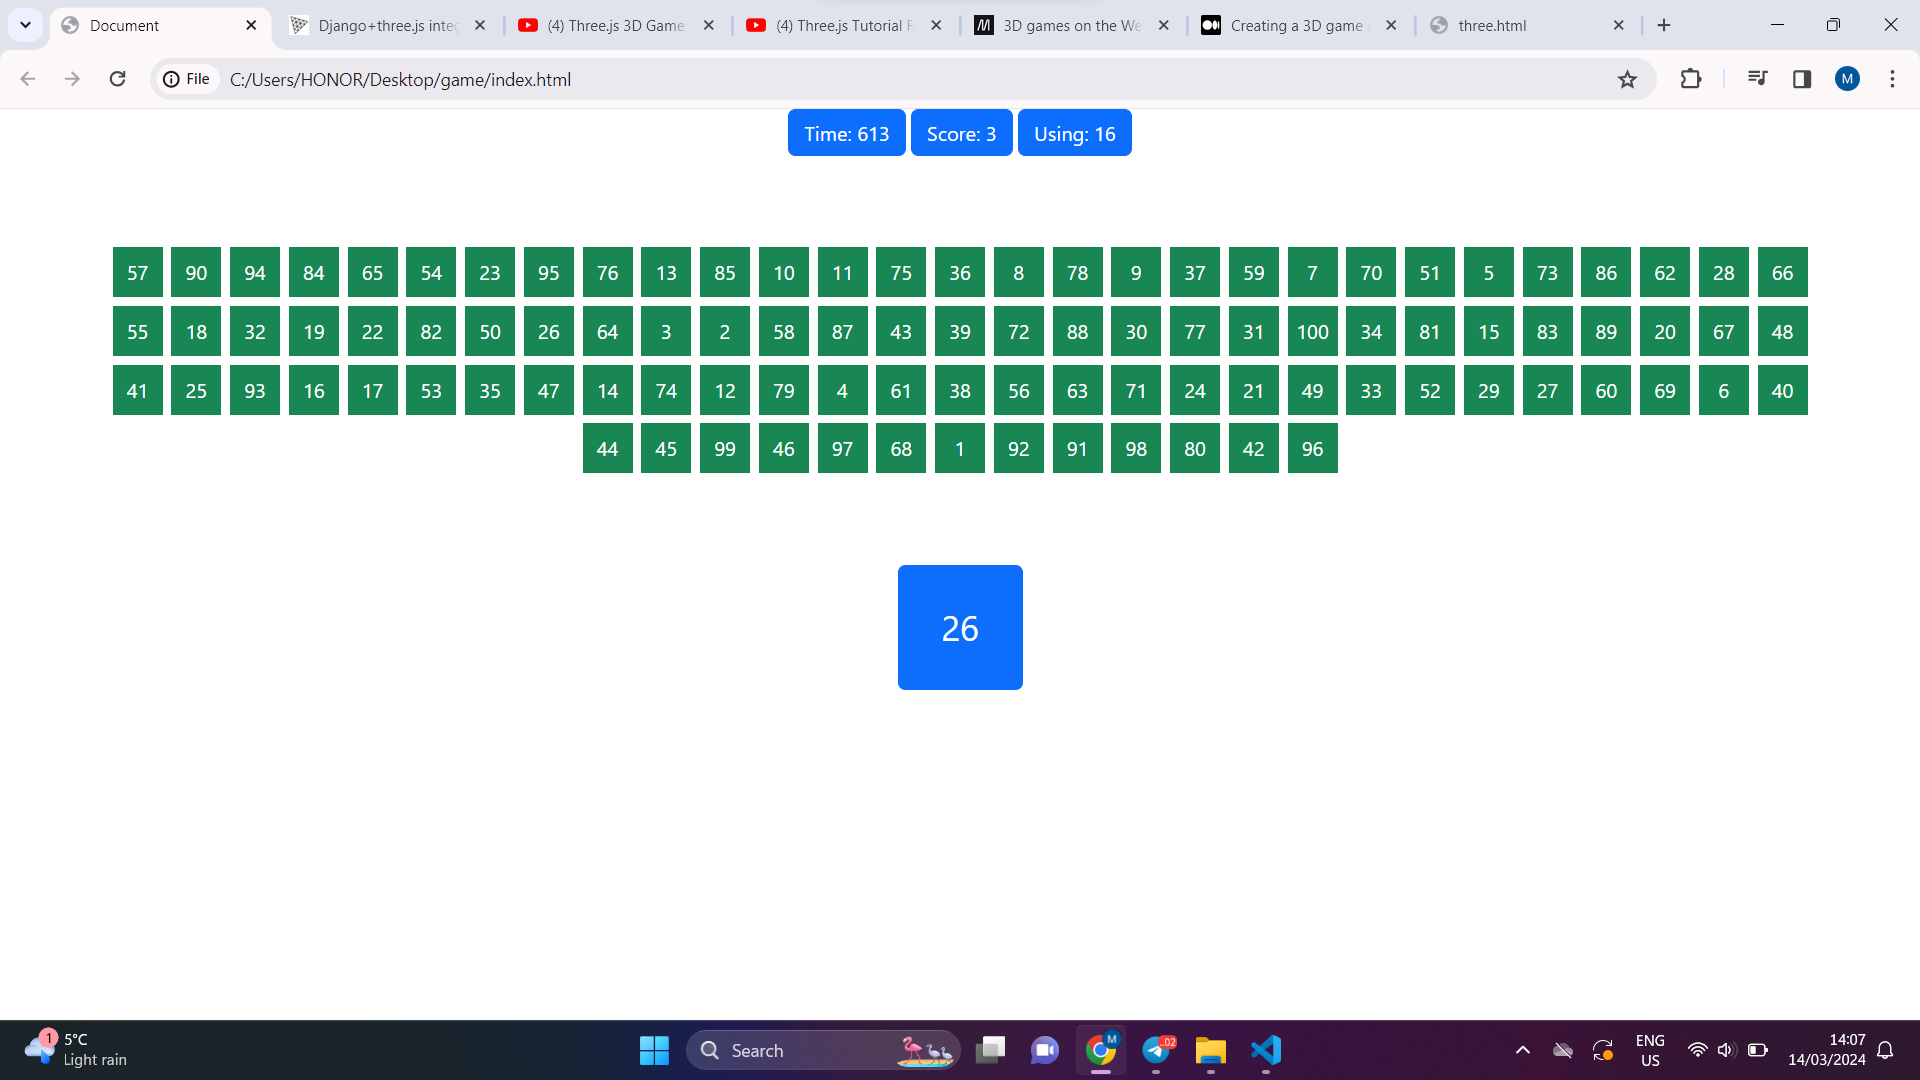 Document Django+three.js integ (4) Three.js 3D Game (4) Three.js Tutorial F 3D games on the We Creating a 3D game three.html
File C:/Users/HONOR/Desktop/game/index.html M
Time: 613 Score: 3 Using: 16
57 90 94 84 65 54 23 95 76 13 85 10 11 75 36 8 78 9 37 59 7 70 51 5 73 86 62 28 66
55 18 32 19 22 82 50 26 64 3 2 58 87 43 39 72 88 30 77 31 100 34 81 15 83 89 20 67 48
41 25 93 16 17 53 35 47 14 74 12 79 4 61 38 56 63 71 24 21 49 33 52 29 27 60 69 6 40
44 45 99 46 97 68 1 92 91 98 80 42 96
26
1 5°C Search M .02 ENG 14:07
Light rain US 14/03/2024